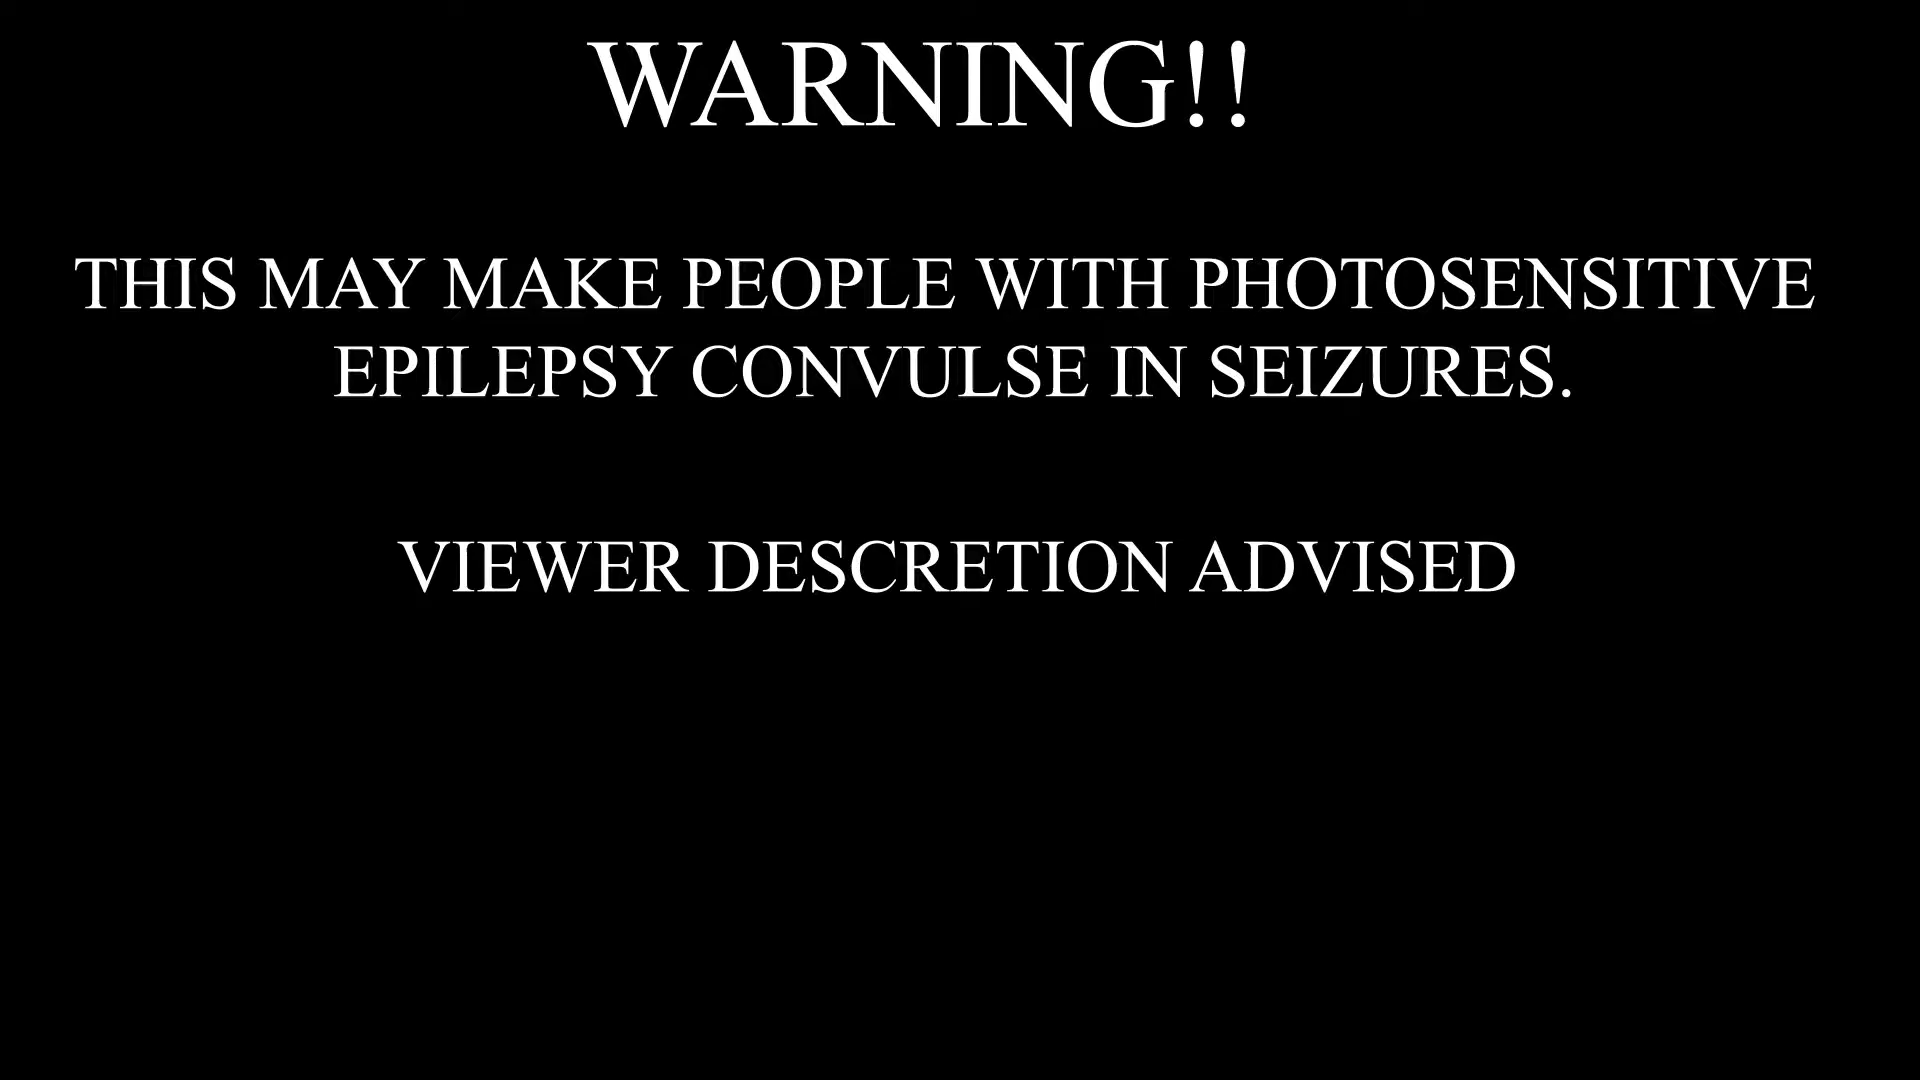 WARNING!!
THIS MAY MAKE PEOPLE WITH PHOTOSENSITIVE
EPILEPSY CONVULSE IN SEIZURES.
VIEWER DESCRETION ADVISED